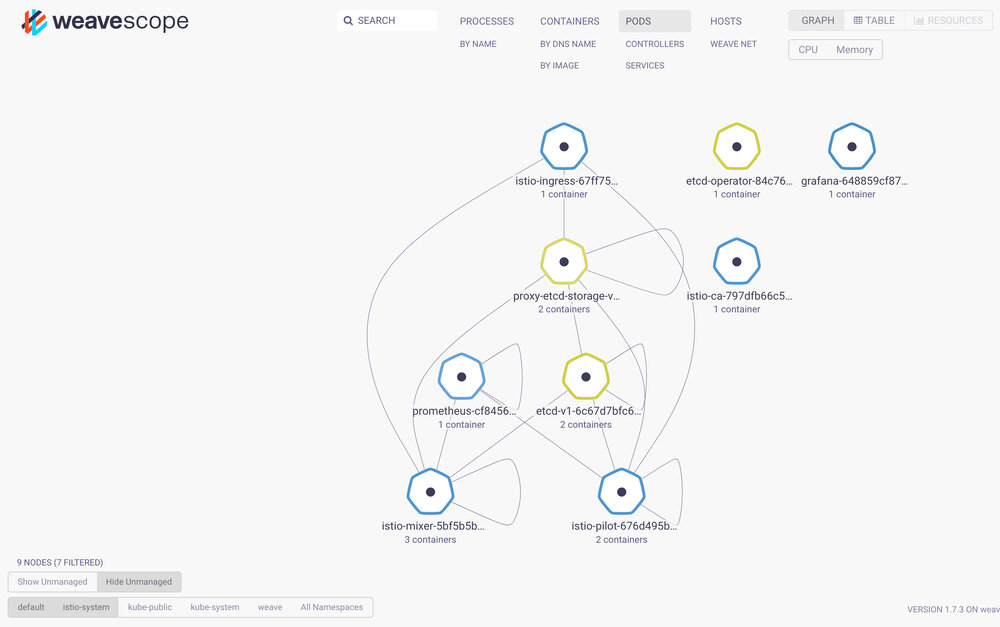 weavescope
SEARCH
PROCESSES
CONTAINERS
PODS
HOSTS
GRAPH
TABLE
RESOURCES
BY NAME
BY DNS NAME
CONTROLLERS
WEAVE NET
CPU
Memory
BY IMAGE
SERVICES
istio-ingress-67ff75...
1 container
etcd-operator-84c76...
1 container
grafana-648859cf87...
1 container
proxy-etcd-storage-v...
2 containers
istio-ca-797dfb66c5...
1 container
prometheus-cf8456...
1 container
etcd-v1-6c67d7bfc6...
2 containers
istio-mixer-5bf5b5b...
3 containers
istio-pilot-676d495b...
2 containers
9 NODES (7 FILTERED)
Show Unmanaged
Hide Unmanaged
default
istio-system
kube-public
kube-system
weave
All Namespaces
VERSION 1.7.3 ON weav